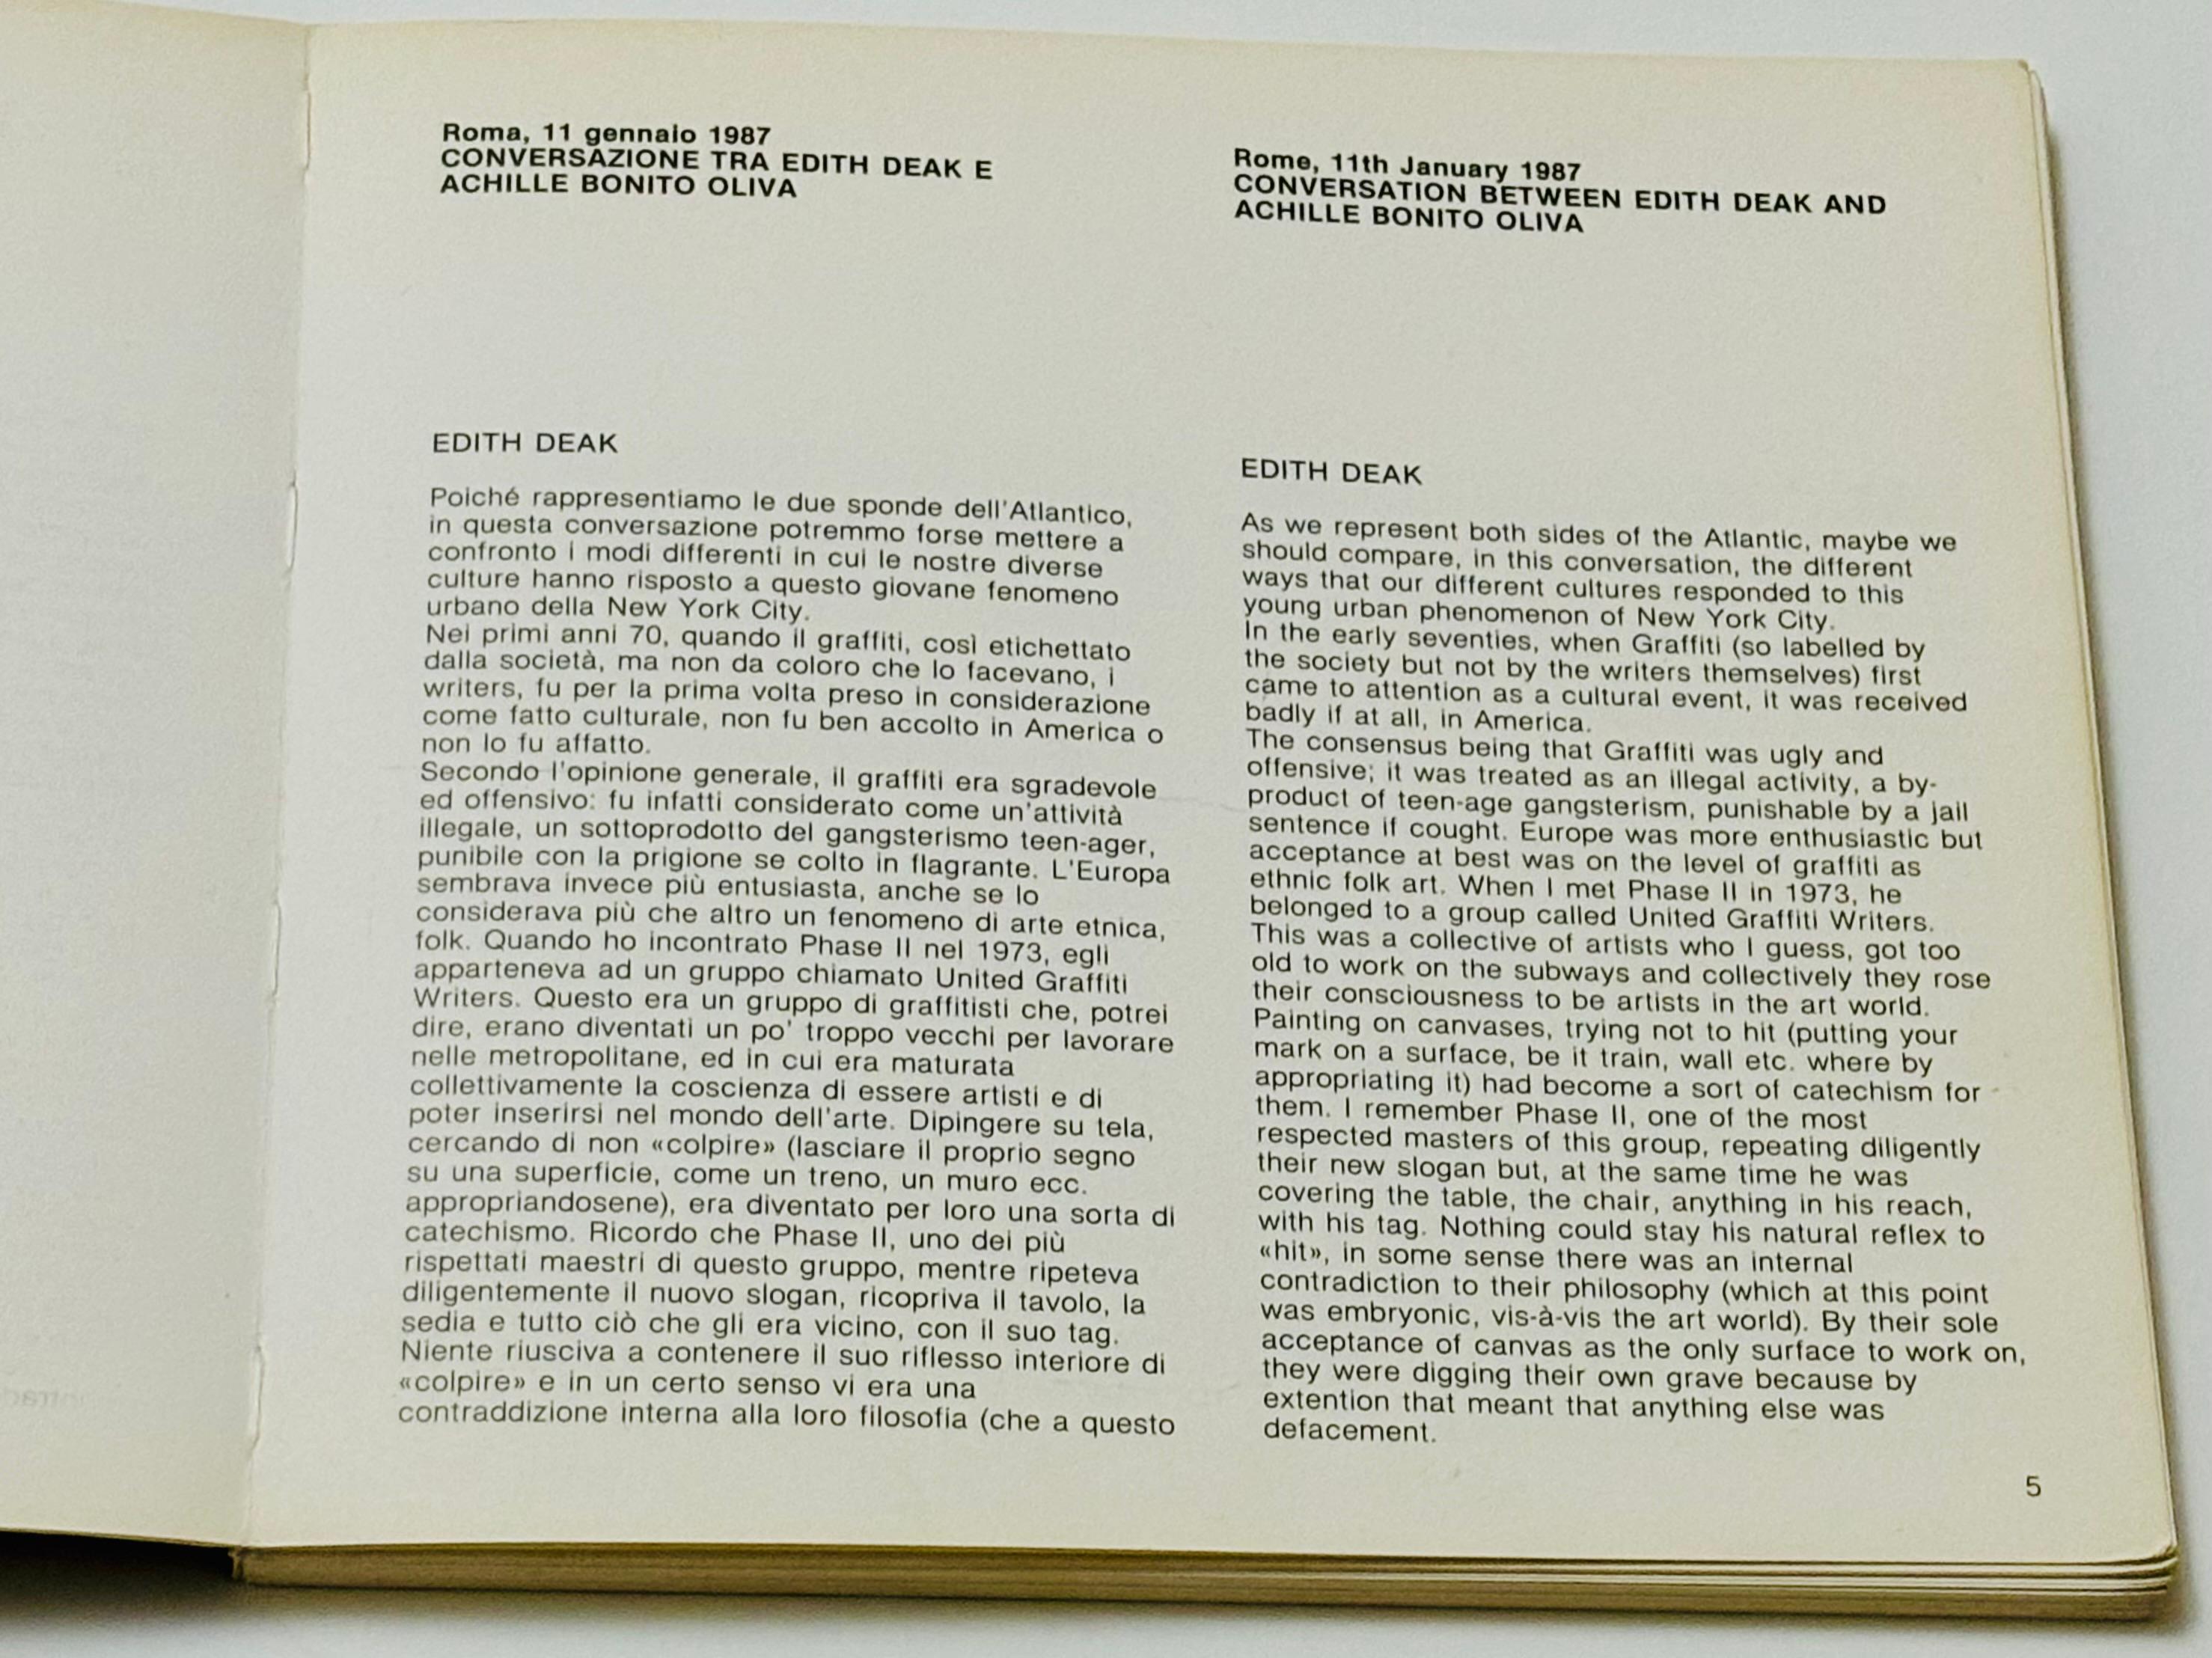 Roma, 11 gennaio 1987
CONVERSAZIONE TRA EDITH DEAK E
ACHILLE BONITO OLIVA
EDITH DEAK
Poiché rappresentiamo le due sponde dell'Atlantico,
in questa conversazione potremmo forse mettere a
confronto i modi differenti in cui le nostre diverse
culture hanno risposto a questo giovane fenomeno
urbano della New York City.
Nei primi anni 70, quando il graffiti, così etichettato
dalla società, ma non da coloro che lo facevano, i
writers, fu per la prima volta preso in considerazione
come fatto culturale, non fu ben accolto in America o
non lo fu affatto.
Secondo l'opinione generale, il graffiti era sgradevole
ed offensivo: fu infatti considerato come un'attività
illegale, un sottoprodotto del gangsterismo teen-ager,
punibile con la prigione se colto in flagrante. L'Europa
sembrava invece più entusiasta, anche se lo
considerava più che altro un fenomeno di arte etnica,
folk. Quando ho incontrato Phase II nel 1973, egli
apparteneva ad un gruppo chiamato United Graffiti
Writers. Questo era un gruppo di graffitisti che, potrei
dire, erano diventati un po' troppo vecchi per lavorare
nelle metropolitane, ed in cui era maturata
collettivamente la coscienza di essere artisti e di
poter inserirsi nel mondo dell'arte. Dipingere su tela,
cercando di non «colpire» (lasciare il proprio segno
su una superficie, come un treno, un muro ecc.
appropriandosene), era diventato per loro una sorta di
catechismo. Ricordo che Phase II, uno dei più
rispettati maestri di questo gruppo, mentre ripeteva
diligentemente il nuovo slogan, ricopriva il tavolo, la
sedia e tutto ciò che gli era vicino, con il suo tag.
Niente riusciva a contenere il suo riflesso interiore di
«colpire» e in un certo senso vi era una
contraddizione interna alla loro filosofia (che a questo
Rome, 11th January 1987
CONVERSATION BETWEEN EDITH DEAK AND
ACHILLE BONITO OLIVA
EDITH DEAK
As we represent both sides of the Atlantic, maybe we
should compare, in this conversation, the different
ways that our different cultures responded to this
young urban phenomenon of New York City.
In the early seventies, when Graffiti (so labelled by
the society but not by the writers themselves) first
came to attention as a cultural event, it was received
badly if at all, in America.
The consensus being that Graffiti was ugly and
offensive; it was treated as an illegal activity, a by-
product of teen-age gangsterism, punishable by a jail
sentence if cought. Europe was more enthusiastic but
acceptance at best was on the level of graffiti as
ethnic folk art. When I met Phase II in 1973, he
belonged to a group called United Graffiti Writers.
This was a collective of artists who I guess, got too
old to work on the subways and collectively they rose
their consciousness to be artists in the art world.
Painting on canvases, trying not to hit (putting your
mark on a surface, be it train, wall etc. where by
appropriating it) had become a sort of catechism for
them. I remember Phase II, one of the most
respected masters of this group, repeating diligently
their new slogan but, at the same time he was
covering the table, the chair, anything in his reach,
with his tag. Nothing could stay his natural reflex to
«hit», in some sense there was an internal
contradiction to their philosophy (which at this point
was embryonic, vis-à-vis the art world). By their sole
acceptance of canvas as the only surface to work on,
they were digging their own grave because by
extention that meant that anything else was
defacement.
5